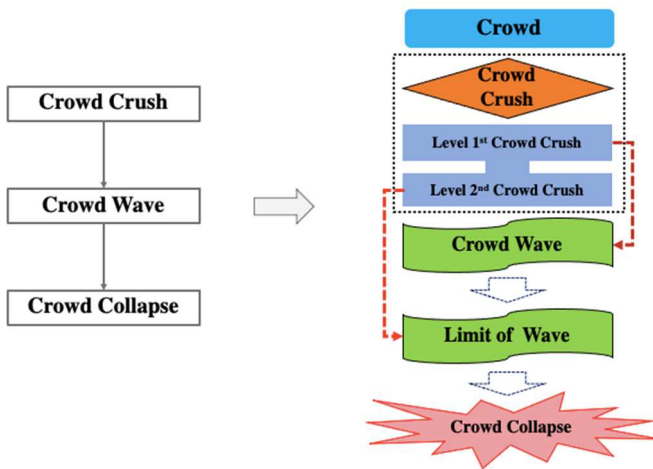 Crowd Crush
Crowd Wave
Crowd Collapse
Crowd
Crowd
Crush
Level 1st Crowd Crush
Level 2nd Crowd Crush
Crowd Wave
Limit of Wave
Crowd Collapse